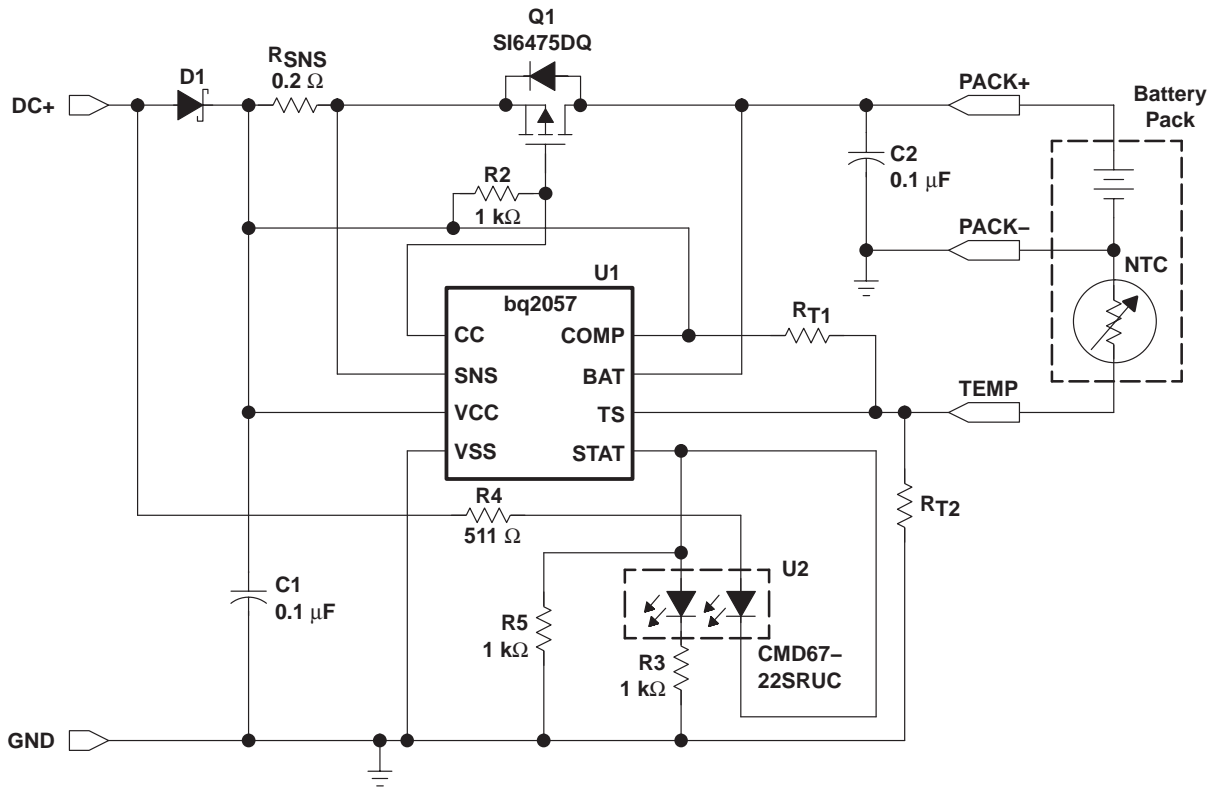 Q1
SI6475DQ
RSNS
0.2 Ω
D1
DC+
PACK+
Battery
Pack
C2
0.1 μF
R2
1 kΩ
PACK–
NTC
U1
bq2057
CC
SNS
VCC
VSS
COMP
BAT
TS
STAT
RT1
TEMP
R4
511 Ω
RT2
U2
C1
0.1 μF
R5
1 kΩ
R3
1 kΩ
CMD67–
22SRUC
GND